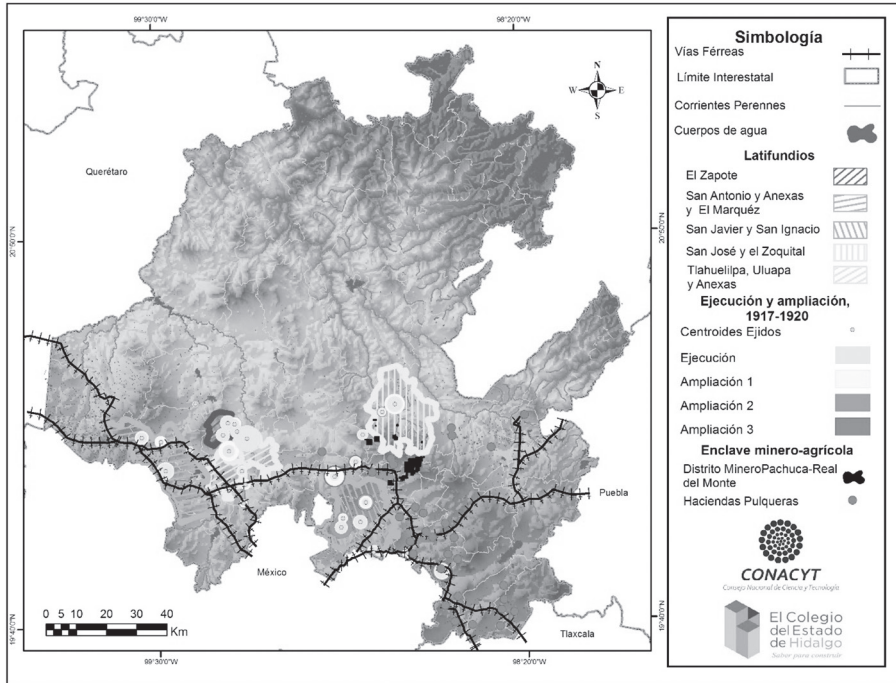 99°30'0"W
98°20'0"W
N
W E
S
Querétaro
20°50'0"N
20°50'0"N
Puebla
México
Tlaxcala
19°40'0"N
19°40'0"N
0 5 10 20 30 40
Km
99°30'0"W
98°20'0"W
Simbología
Vías Férreas
Límite Interestatal
Corrientes Perennes
Cuerpos de agua
Latifundios
El Zapote
San Antonio y Anexas
y El Marquéz
San Javier y San Ignacio
San José y el Zoquital
Tlahuelilpa, Uluapa
y Anexas
Ejecución y ampliación,
1917-1920
Centroides Ejidos
Ejecución
Ampliación 1
Ampliación 2
Ampliación 3
Enclave minero-agrícola
Distrito MineroPachuca-Real
del Monte
Haciendas Pulqueras
CONACYT
Consejo Nacional de Ciencia y Tecnología
El Colegio
del Estado
de Hidalgo
Saber para construir